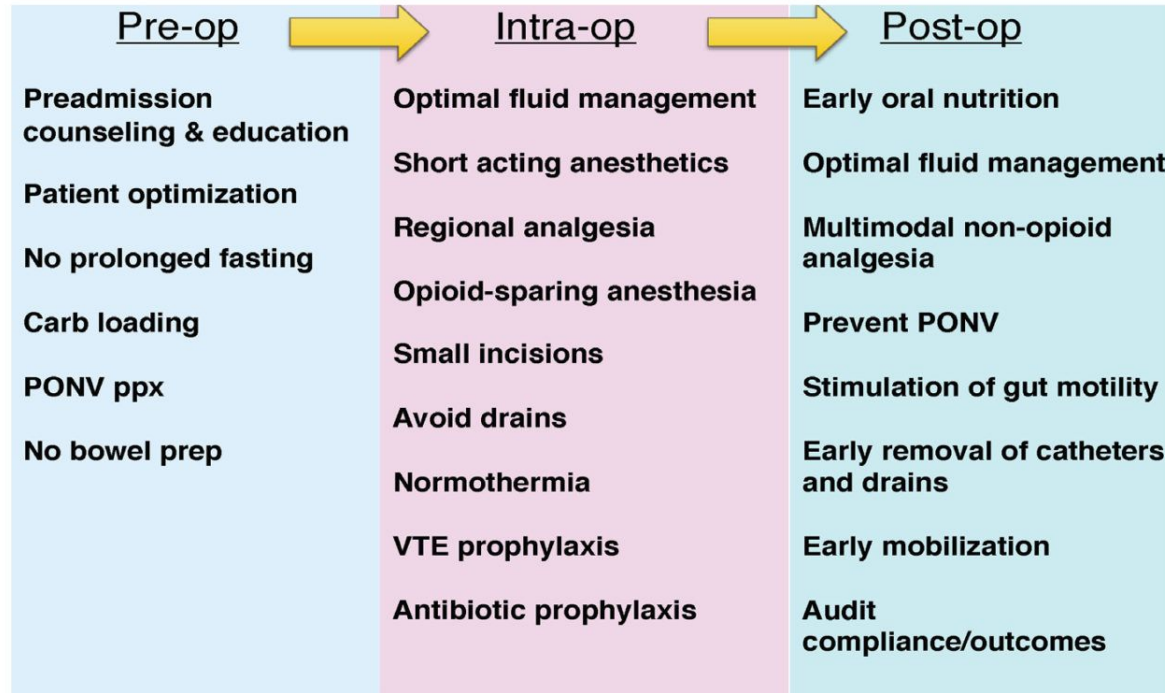 Pre-op
Preadmission
counseling & education
Patient optimization
No prolonged fasting
Carb loading
PONV ppx
No bowel prep
Intra-op
Optimal fluid management
Short acting anesthetics
Regional analgesia
Opioid-sparing anesthesia
Small incisions
Avoid drains
Normothermia
VTE prophylaxis
Antibiotic prophylaxis
Post-op
Early oral nutrition
Optimal fluid management
Multimodal non-opioid
analgesia
Prevent PONV
Stimulation of gut motility
Early removal of catheters
and drains
Early mobilization
Audit
compliance/outcomes